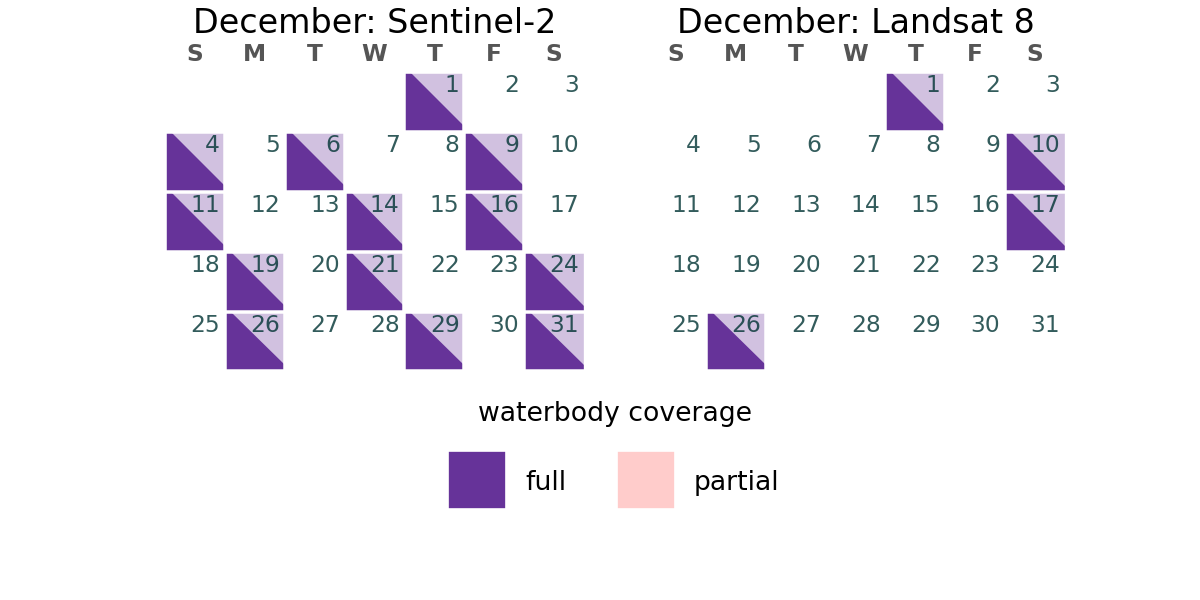 December: Sentinel-2
S M T W T F S
1 2 3
4 5 6 7 8 9 10
11 12 13 14 15 16 17
18 19 20 21 22 23 24
25 26 27 28 29 30 31
December: Landsat 8
S M T W T F S
1 2 3
4 5 6 7 8 9 10
11 12 13 14 15 16 17
18 19 20 21 22 23 24
25 26 27 28 29 30 31
waterbody coverage
full
partial